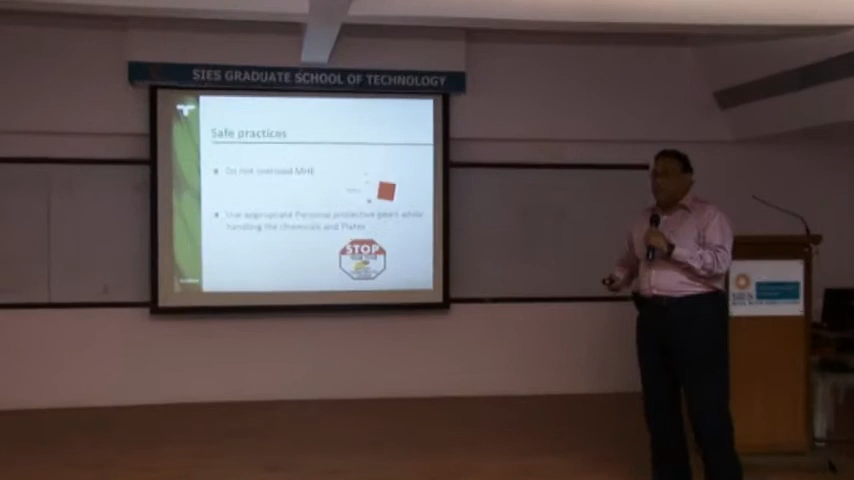 SIES GRADUATE SCHOOL OF TECHNOLOGY
Safe practices
Do not overload MHE
Use appropriate Personal protective gears while
handling the chemicals and Plates
STOP
SIES